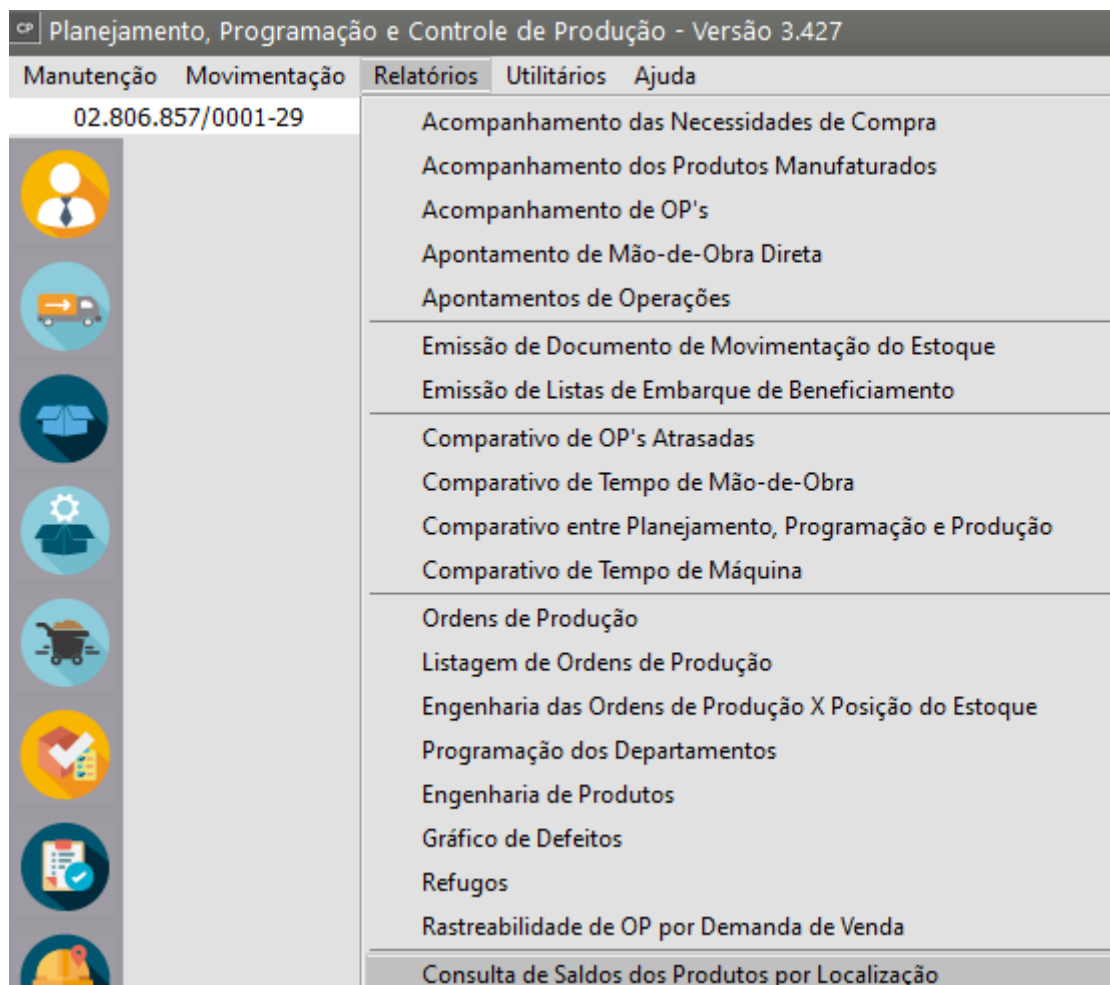 CP Planejamento, Programação e Controle de Produção - Versão 3.427
Manutenção Movimentação Relatórios Utilitários Ajuda
02.806.857/0001-29
Acompanhamento das Necessidades de Compra
Acompanhamento dos Produtos Manufaturados
Acompanhamento de OP's
Apontamento de Mão-de-Obra Direta
Apontamentos de Operações
Emissão de Documento de Movimentação do Estoque
Emissão de Listas de Embarque de Beneficiamento
Comparativo de OP's Atrasadas
Comparativo de Tempo de Mão-de-Obra
Comparativo entre Planejamento, Programação e Produção
Comparativo de Tempo de Máquina
Ordens de Produção
Listagem de Ordens de Produção
Engenharia das Ordens de Produção X Posição do Estoque
Programação dos Departamentos
Engenharia de Produtos
Gráfico de Defeitos
Refugos
Rastreabilidade de OP por Demanda de Venda
Consulta de Saldos dos Produtos por Localização